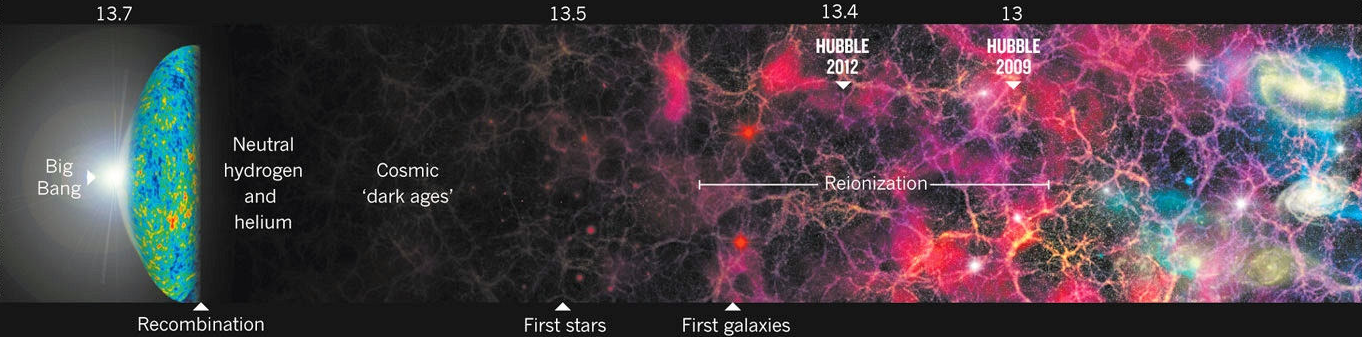 13.7
13.5
13.4
13
HUBBLE
2012
HUBBLE
2009
Big
Bang
Neutral
hydrogen
and
helium
Cosmic
‘dark ages’
Reionization
Recombination
First stars
First galaxies